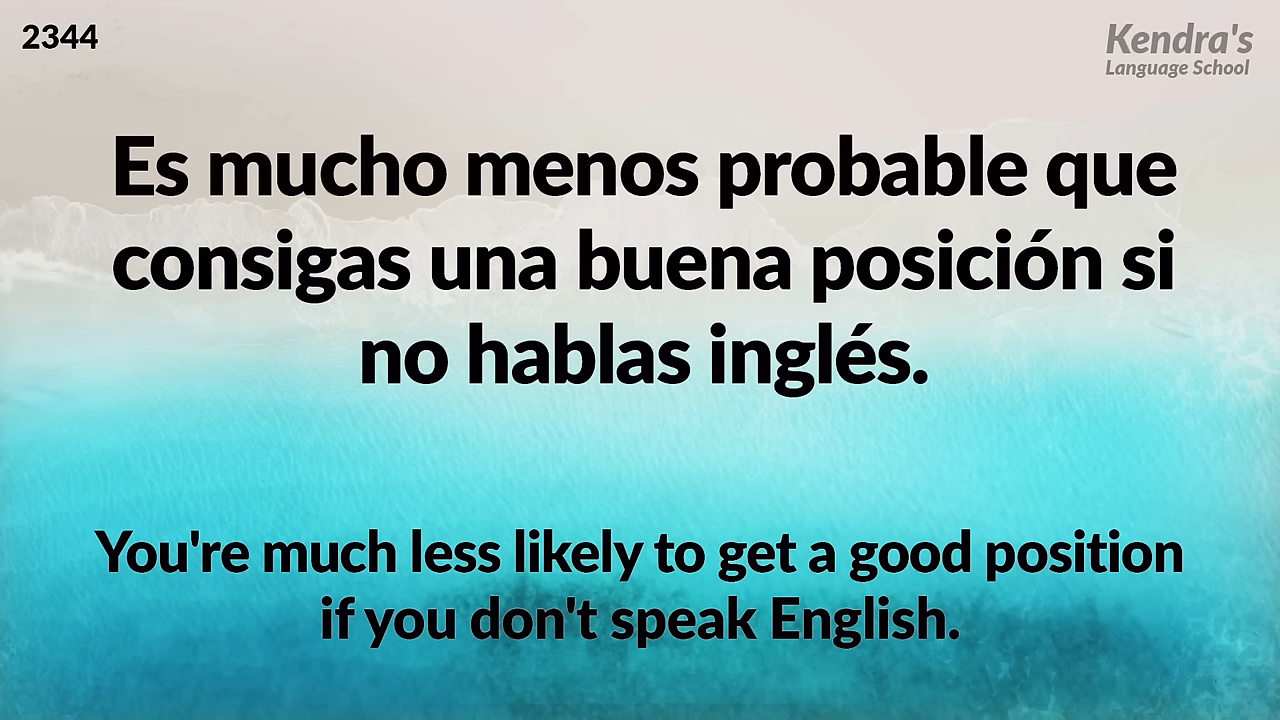 2344
Kendra's
Language School
Es mucho menos probable que
consigas una buena posición si
no hablas inglés.
You're much less likely to get a good position
if you don't speak English.